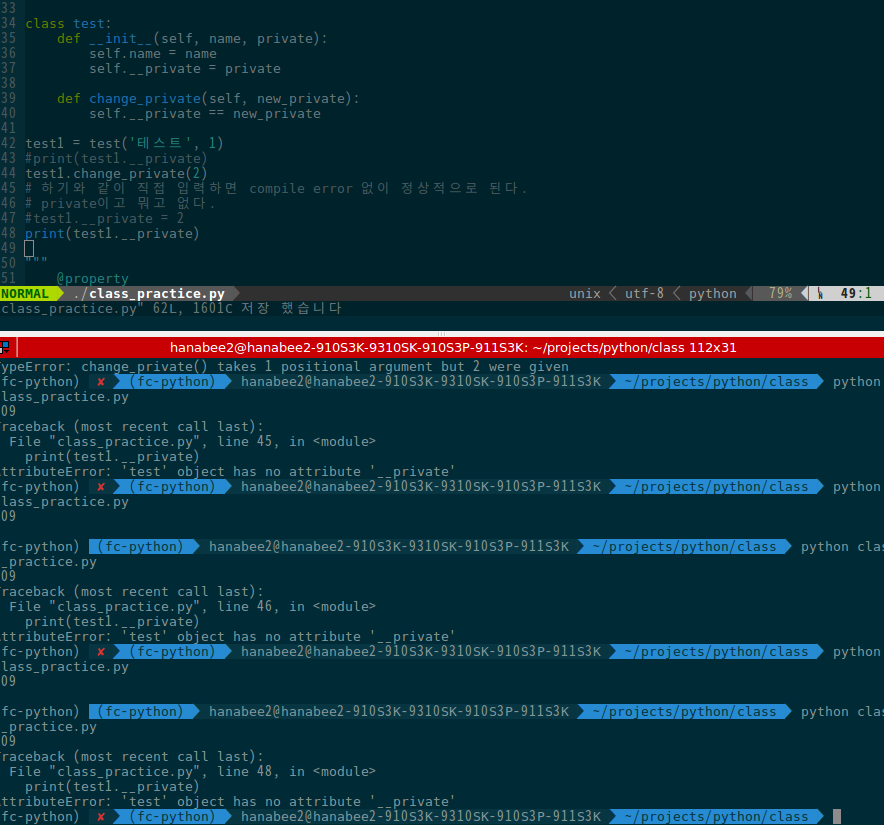 33
34 class test:
35     def __init__(self, name, private):
36         self.name = name
37         self.__private = private
38
39     def change_private(self, new_private):
40         self.__private == new_private
41
42 test1 = test('테스트', 1)
43 #print(test1.__private)
44 test1.change_private(2)
45 # 하기와 같이 직접 입력하면 compile error 없이 정상적으로 된다.
46 # private이고 뭐고 없다.
47 #test1.__private = 2
48 print(test1.__private)
49
50 """
51     @property
NORMAL ./class_practice.py unix utf-8 python 79% 49:1
class_practice.py" 62L, 1601C 저장 했습니다
hanabee2@hanabee2-910S3K-9310SK-910S3P-911S3K: ~/projects/python/class 112x31
ypeError: change_private() takes 1 positional argument but 2 were given
fc-python) ✘ (fc-python) hanabee2@hanabee2-910S3K-9310SK-910S3P-911S3K ~/projects/python/class python
lass_practice.py
09
raceback (most recent call last):
File "class_practice.py", line 45, in <module>
print(test1.__private)
ttributeError: 'test' object has no attribute '__private'
fc-python) ✘ (fc-python) hanabee2@hanabee2-910S3K-9310SK-910S3P-911S3K ~/projects/python/class python
lass_practice.py
09
fc-python) (fc-python) hanabee2@hanabee2-910S3K-9310SK-910S3P-911S3K ~/projects/python/class python clas
_practice.py
09
raceback (most recent call last):
File "class_practice.py", line 46, in <module>
print(test1.__private)
ttributeError: 'test' object has no attribute '__private'
fc-python) ✘ (fc-python) hanabee2@hanabee2-910S3K-9310SK-910S3P-911S3K ~/projects/python/class python
lass_practice.py
09
fc-python) (fc-python) hanabee2@hanabee2-910S3K-9310SK-910S3P-911S3K ~/projects/python/class python clas
_practice.py
09
raceback (most recent call last):
File "class_practice.py", line 48, in <module>
print(test1.__private)
ttributeError: 'test' object has no attribute '__private'
fc-python) ✘ (fc-python) hanabee2@hanabee2-910S3K-9310SK-910S3P-911S3K ~/projects/python/class